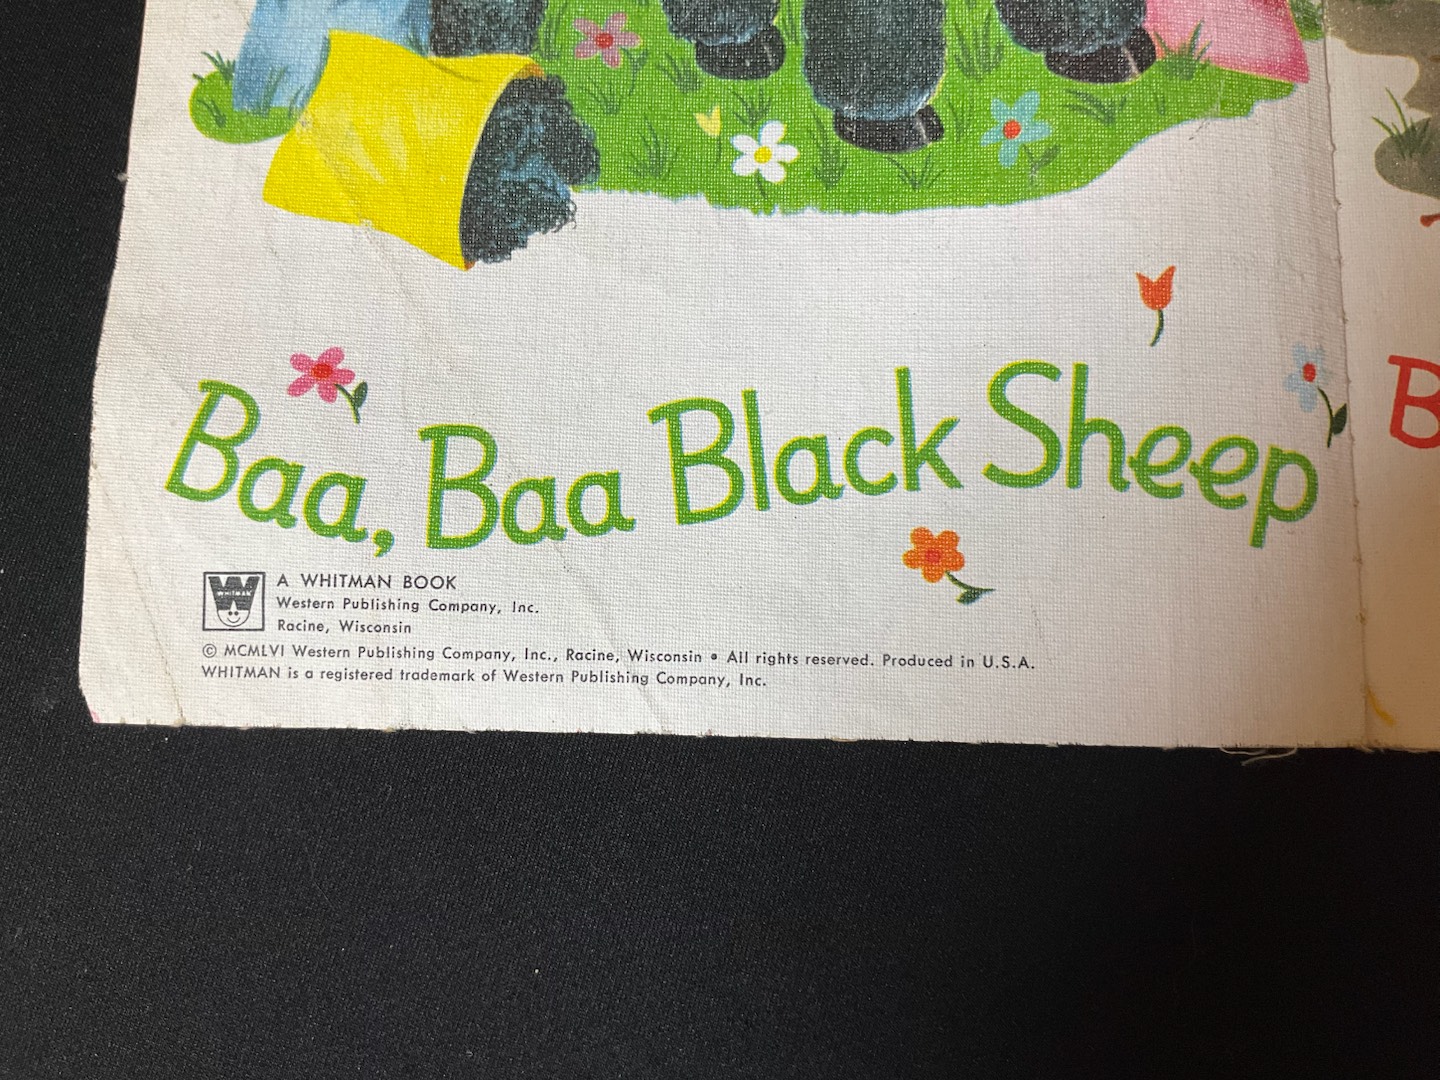 Baa, Baa Black Sheep
B
WHITMAN
A WHITMAN BOOK
Western Publishing Company, Inc.
Racine, Wisconsin
© MCMLVI Western Publishing Company, Inc., Racine, Wisconsin • All rights reserved. Produced in U.S.A.
WHITMAN is a registered trademark of Western Publishing Company, Inc.